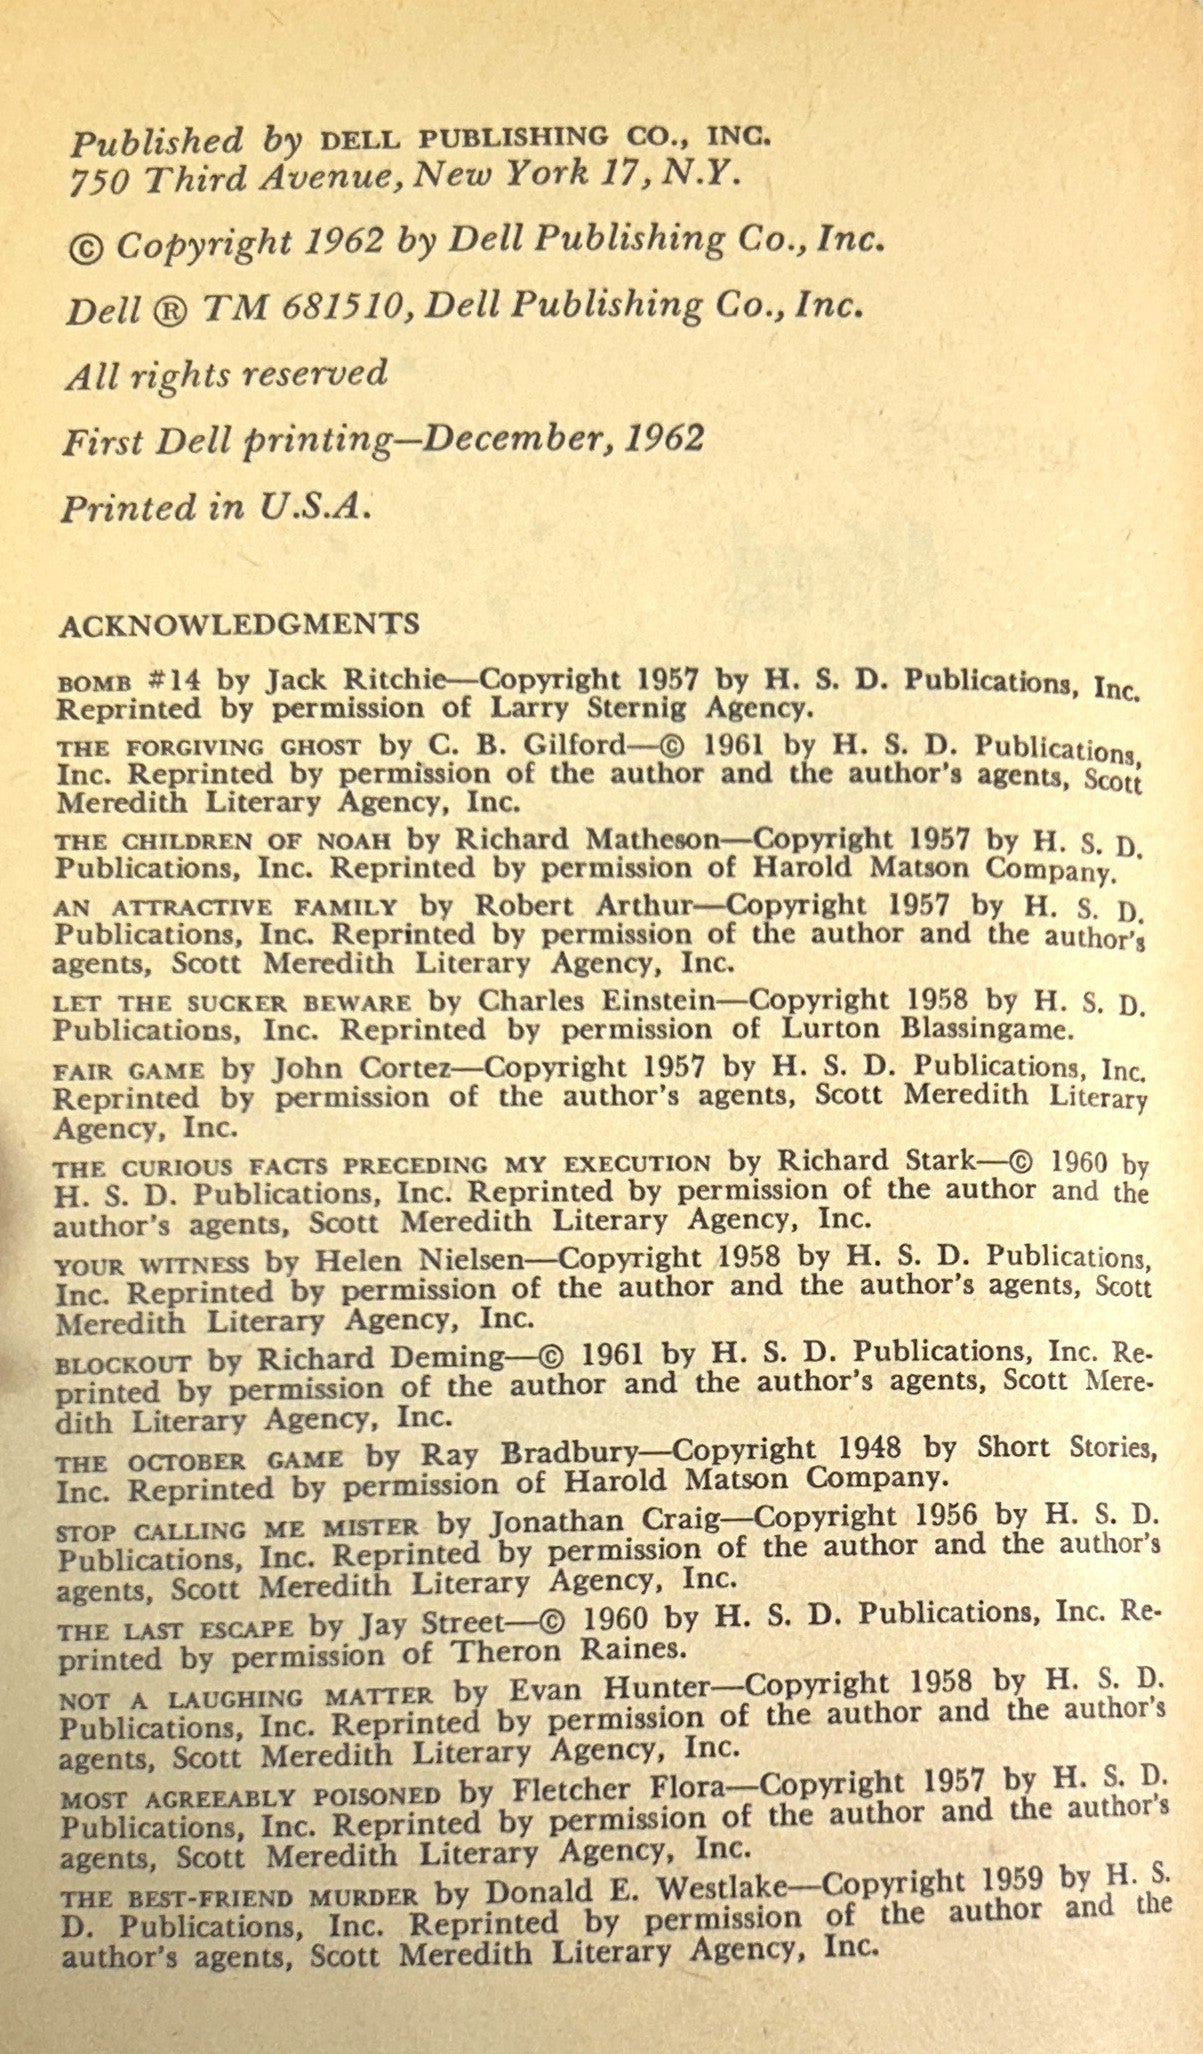 Published by DELL PUBLISHING CO., INC.
750 Third Avenue, New York 17, N.Y.
© Copyright 1962 by Dell Publishing Co., Inc.
Dell ® TM 681510, Dell Publishing Co., Inc.
All rights reserved
First Dell printing—December, 1962
Printed in U.S.A.
ACKNOWLEDGMENTS
BOMB #14 by Jack Ritchie—Copyright 1957 by H. S. D. Publications, Inc.
Reprinted by permission of Larry Sternig Agency.
THE FORGIVING GHOST by C. B. Gilford—© 1961 by H. S. D. Publications,
Inc. Reprinted by permission of the author and the author's agents, Scott
Meredith Literary Agency, Inc.
THE CHILDREN OF NOAH by Richard Matheson—Copyright 1957 by H. S. D.
Publications, Inc. Reprinted by permission of Harold Matson Company.
AN ATTRACTIVE FAMILY by Robert Arthur—Copyright 1957 by H. S. D.
Publications, Inc. Reprinted by permission of the author and the author's
agents, Scott Meredith Literary Agency, Inc.
LET THE SUCKER BEWARE by Charles Einstein—Copyright 1958 by H. S. D.
Publications, Inc. Reprinted by permission of Lurton Blassingame.
FAIR GAME by John Cortez—Copyright 1957 by H. S. D. Publications, Inc.
Reprinted by permission of the author's agents, Scott Meredith Literary
Agency, Inc.
THE CURIOUS FACTS PRECEDING MY EXECUTION by Richard Stark—© 1960 by
H. S. D. Publications, Inc. Reprinted by permission of the author and the
author's agents, Scott Meredith Literary Agency, Inc.
YOUR WITNESS by Helen Nielsen—Copyright 1958 by H. S. D. Publications,
Inc. Reprinted by permission of the author and the author's agents, Scott
Meredith Literary Agency, Inc.
BLOCKOUT by Richard Deming—© 1961 by H. S. D. Publications, Inc. Re-
printed by permission of the author and the author's agents, Scott Mere-
dith Literary Agency, Inc.
THE OCTOBER GAME by Ray Bradbury—Copyright 1948 by Short Stories,
Inc. Reprinted by permission of Harold Matson Company.
STOP CALLING ME MISTER by Jonathan Craig—Copyright 1956 by H. S. D.
Publications, Inc. Reprinted by permission of the author and the author's
agents, Scott Meredith Literary Agency, Inc.
THE LAST ESCAPE by Jay Street—© 1960 by H. S. D. Publications, Inc. Re-
printed by permission of Theron Raines.
NOT A LAUGHING MATTER by Evan Hunter—Copyright 1958 by H. S. D.
Publications, Inc. Reprinted by permission of the author and the author's
agents, Scott Meredith Literary Agency, Inc.
MOST AGREEABLY POISONED by Fletcher Flora—Copyright 1957 by H. S. D.
Publications, Inc. Reprinted by permission of the author and the author's
agents, Scott Meredith Literary Agency, Inc.
THE BEST-FRIEND MURDER by Donald E. Westlake—Copyright 1959 by H. S.
D. Publications, Inc. Reprinted by permission of the author and the
author's agents, Scott Meredith Literary Agency, Inc.